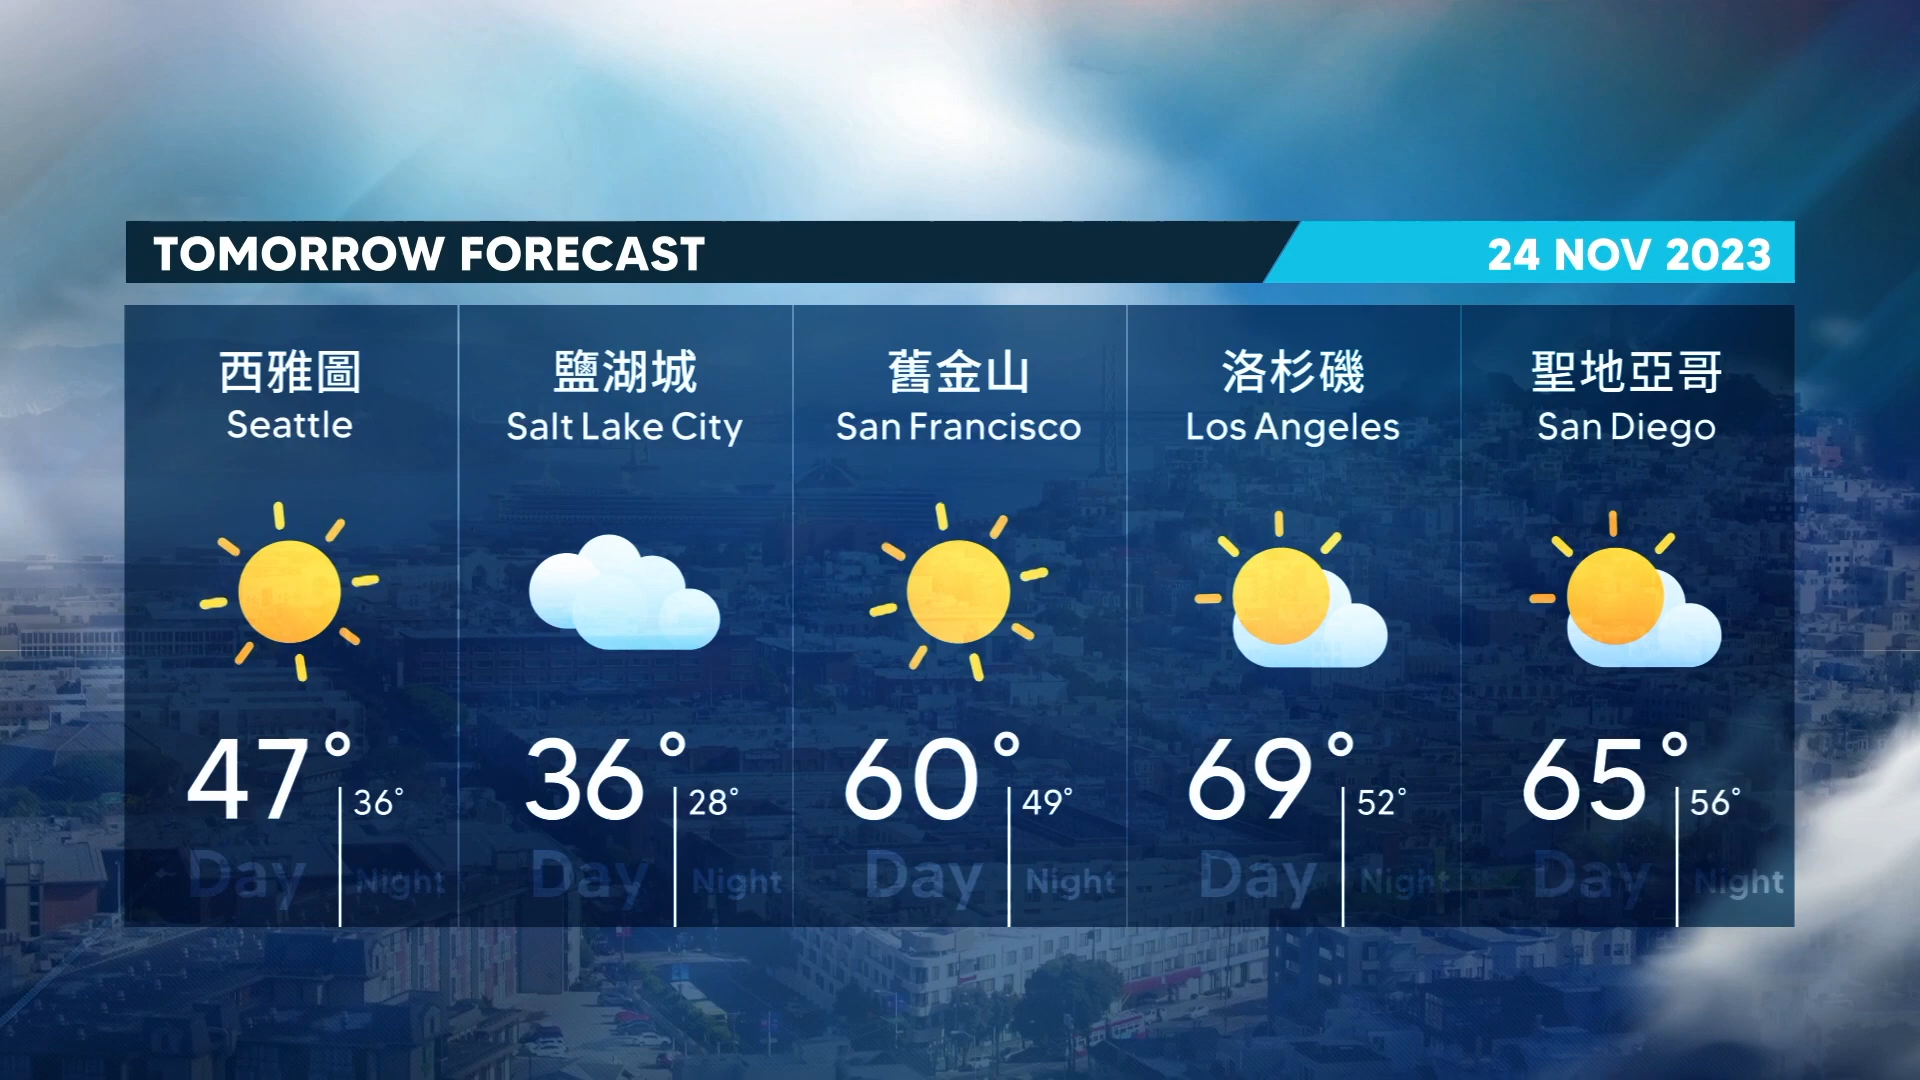 TOMORROW FORECAST
24 NOV 2023
西雅圖
Seattle
47°
36°
Day
Night
鹽湖城
Salt Lake City
36°
28°
Day
Night
舊金山
San Francisco
60°
49°
Day
Night
洛杉磯
Los Angeles
69°
52°
Day
Night
聖地亞哥
San Diego
65°
56°
Day
Night